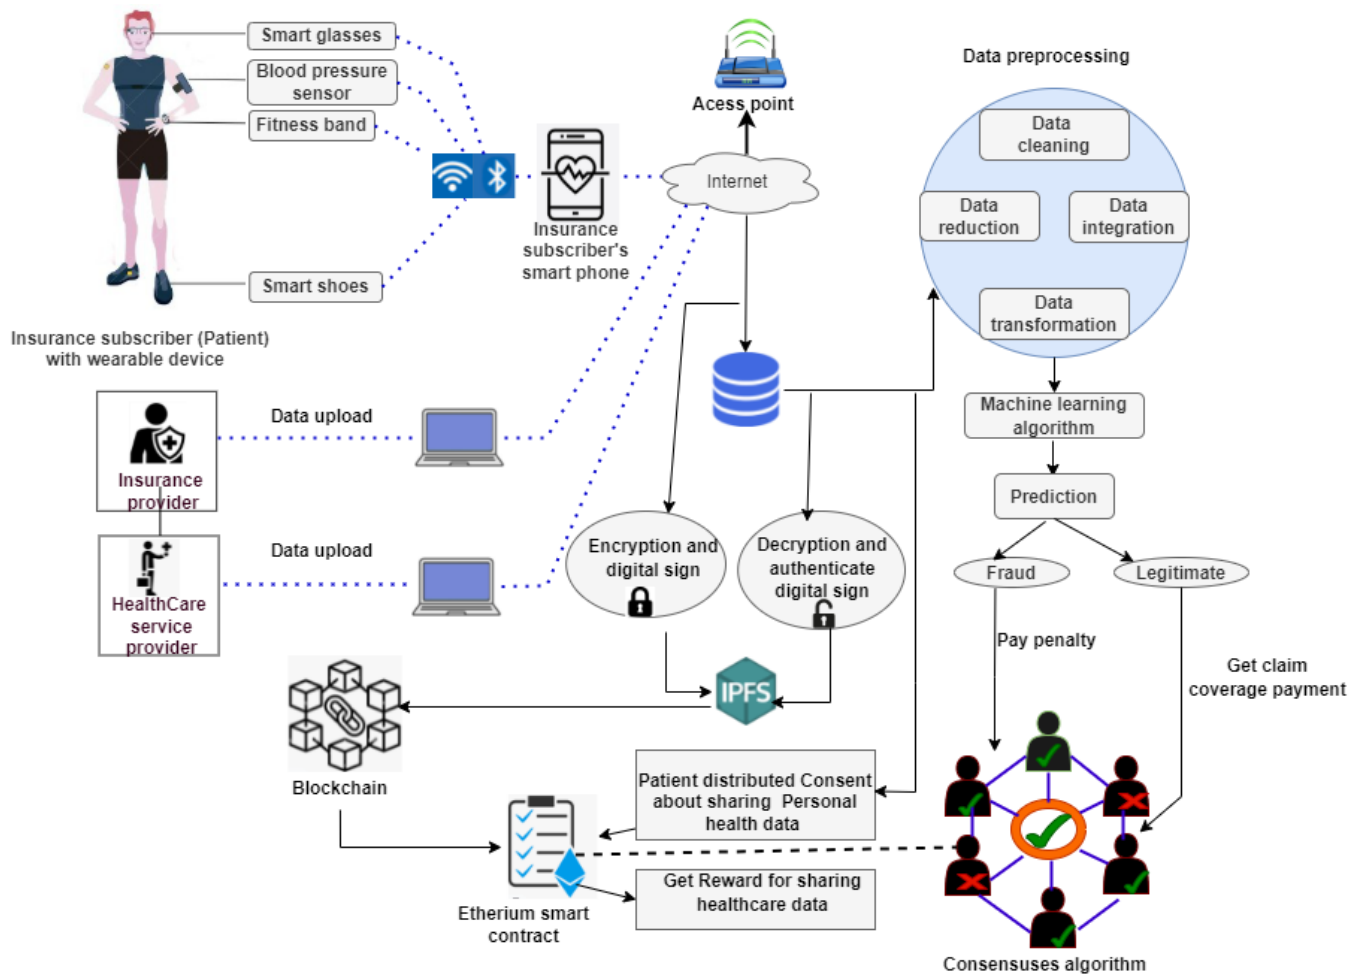 Smart glasses
Blood pressure
sensor
Fitness band
Smart shoes
Insurance subscriber (Patient)
with wearable device
Insurance
subscriber's
smart phone
Acess point
Internet
Data preprocessing
Data
cleaning
Data
reduction
Data
integration
Data
transformation
Machine learning
algorithm
Prediction
Fraud
Legitimate
Pay penalty
Get claim
coverage payment
Insurance
provider
Data upload
HealthCare
service
provider
Data upload
Encryption and
digital sign
Decryption and
authenticate
digital sign
IPFS
Blockchain
Patient distributed Consent
about sharing Personal
health data
Get Reward for sharing
healthcare data
Etherium smart
contract
Consensuses algorithm